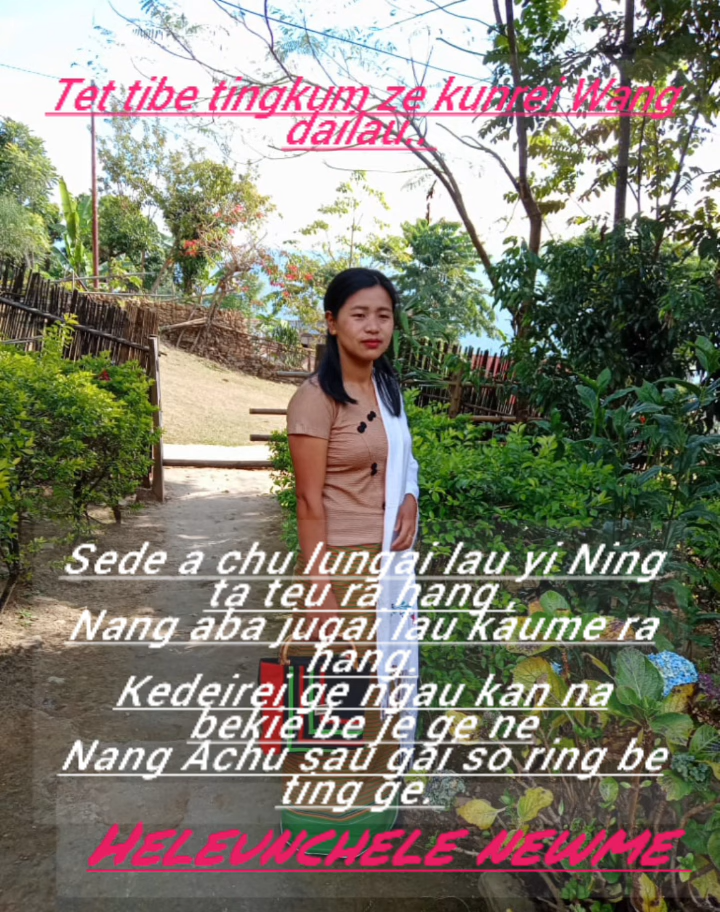 Tet tibe tingkum ze kunrei Wang
dailau..
Sede a chu lungai lau yi Ning
ta teu ra hang ,
Nang aba jugai lau kaume ra
hang.
Kedeirei ge ngau kan na
bekie be je ge ne
Nang Achu sau gai so ring be
ting ge.
HELEUNCHELE NEWME